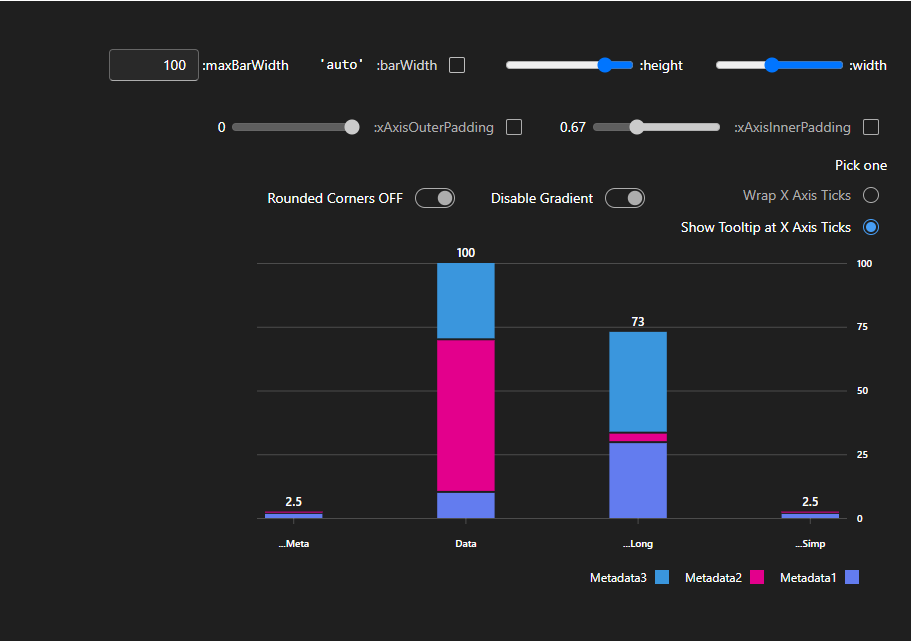 100 :maxBarWidth 'auto' :barWidth :height :width
0 :xAxisOuterPadding 0.67 :xAxisInnerPadding
Pick one
Rounded Corners OFF Disable Gradient Wrap X Axis Ticks
Show Tooltip at X Axis Ticks
100 100
73 75
50
25
2.5 2.5
0
...Meta Data ...Long ...Simp
Metadata3 Metadata2 Metadata1